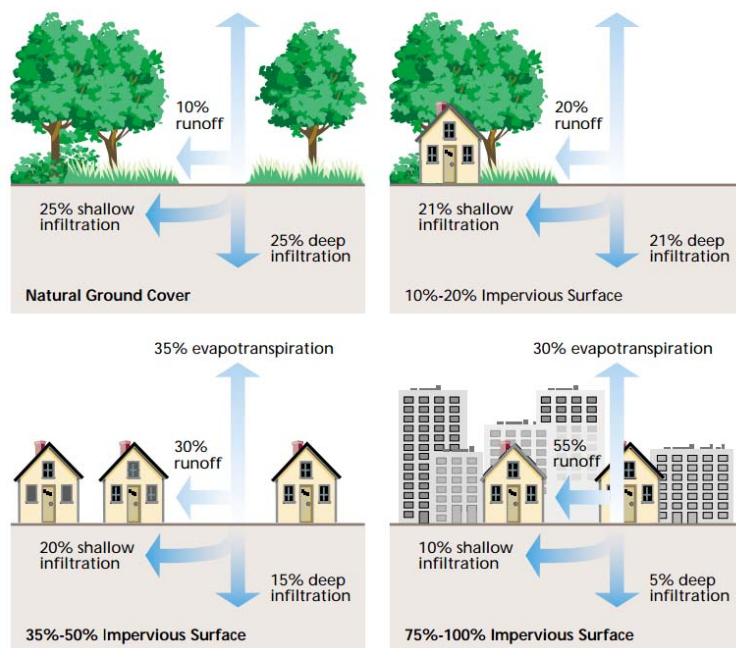 10%
runoff
25% shallow
infiltration
25% deep
infiltration
Natural Ground Cover
20%
runoff
21% shallow
infiltration
21% deep
infiltration
10%-20% Impervious Surface
35% evapotranspiration
30%
runoff
20% shallow
infiltration
15% deep
infiltration
35%-50% Impervious Surface
30% evapotranspiration
55%
runoff
10% shallow
infiltration
5% deep
infiltration
75%-100% Impervious Surface